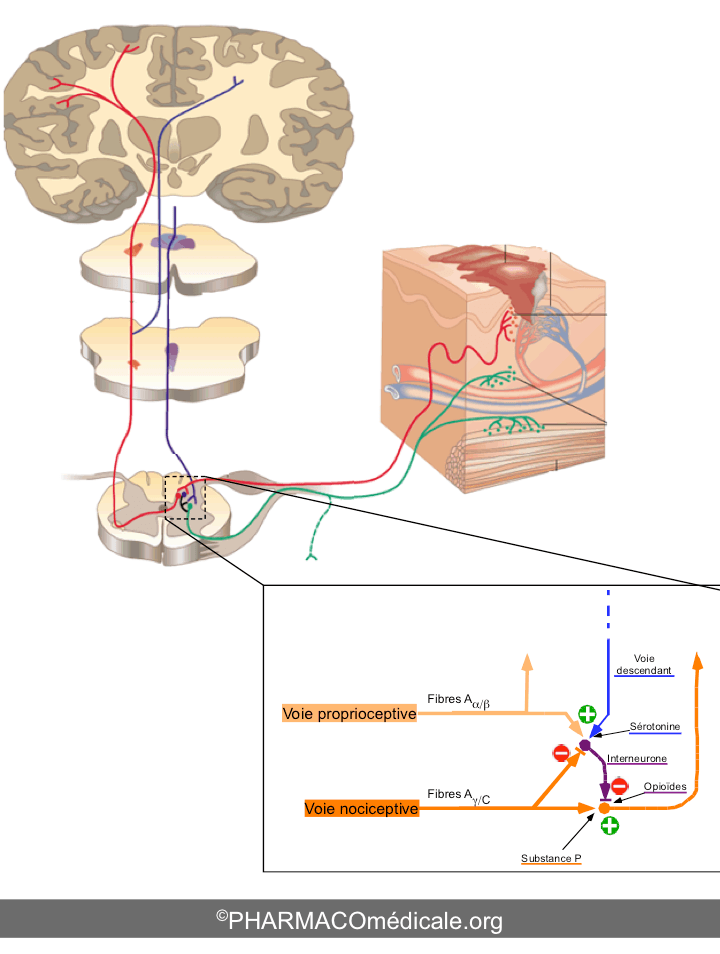 Voie
descendant
Fibres Aα/β
Voie proprioceptive
Sérotonine
Interneurone
Fibres Aγ/C
Opioïdes
Voie nociceptive
Substance P
©PHARMACOmédicale.org